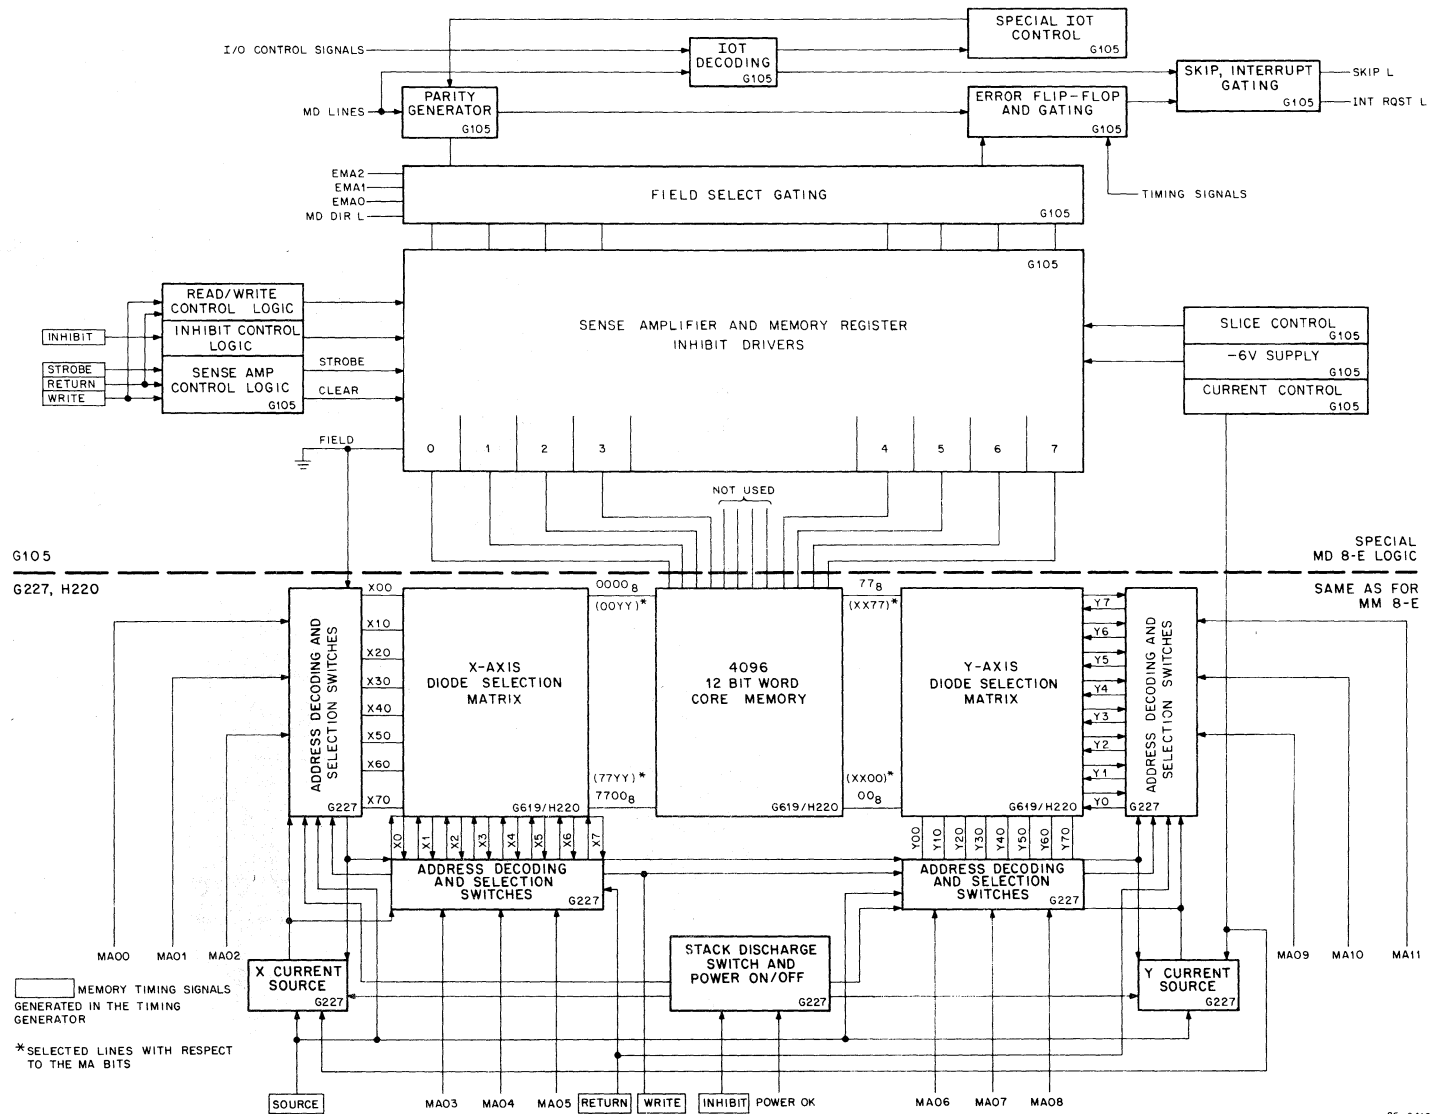 SPECIAL IOT
CONTROL
G105
I/O CONTROL SIGNALS
IOT
DECODING
G105
SKIP, INTERRUPT
GATING
G105
SKIP L
INT RQST L
MD LINES
PARITY
GENERATOR
G105
ERROR FLIP-FLOP
AND GATING
G105
TIMING SIGNALS
EMA2
EMA1
EMA0
MD DIR L
FIELD SELECT GATING
G105
G105
READ/WRITE
CONTROL LOGIC
INHIBIT
INHIBIT CONTROL
LOGIC
STROBE
RETURN
WRITE
SENSE AMP
CONTROL LOGIC
G105
STROBE
CLEAR
SENSE AMPLIFIER AND MEMORY REGISTER
INHIBIT DRIVERS
SLICE CONTROL
G105
-6V SUPPLY
G105
CURRENT CONTROL
G105
FIELD
0 1 2 3 4 5 6 7
NOT USED
G105
SPECIAL
MD 8-E LOGIC
G227, H220
SAME AS FOR
MM 8-E
ADDRESS DECODING AND
SELECTION SWITCHES
G227
X00
X10
X20
X30
X40
X50
X60
X70
X-AXIS
DIODE SELECTION
MATRIX
G619/H220
0000₈
(00YY)*
(77YY)*
7700₈
4096
12 BIT WORD
CORE MEMORY
G619/H220
77₈
(XX77)*
(XX00)*
00₈
Y-AXIS
DIODE SELECTION
MATRIX
G619/H220
Y7
Y6
Y5
Y4
Y3
Y2
Y1
Y0
ADDRESS DECODING AND
SELECTION SWITCHES
G227
X0 X1 X2 X3 X4 X5 X6 X7
ADDRESS DECODING
AND SELECTION
SWITCHES
G227
Y00 Y10 Y20 Y30 Y40 Y50 Y60 Y70
ADDRESS DECODING
AND SELECTION
SWITCHES
G227
MA00 MA01 MA02
X CURRENT
SOURCE
G227
STACK DISCHARGE
SWITCH AND
POWER ON/OFF
G227
Y CURRENT
SOURCE
G227
MA09 MA10 MA11
MEMORY TIMING SIGNALS
GENERATED IN THE TIMING
GENERATOR
*SELECTED LINES WITH RESPECT
TO THE MA BITS
SOURCE MA03 MA04 MA05 RETURN WRITE INHIBIT POWER OK MA06 MA07 MA08